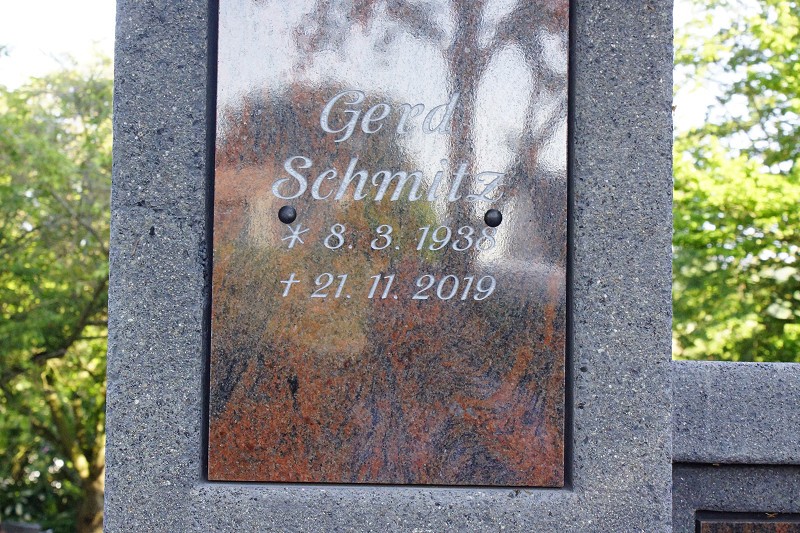 Gerd
Schmitz
* 8. 3. 1938
† 21. 11. 2019